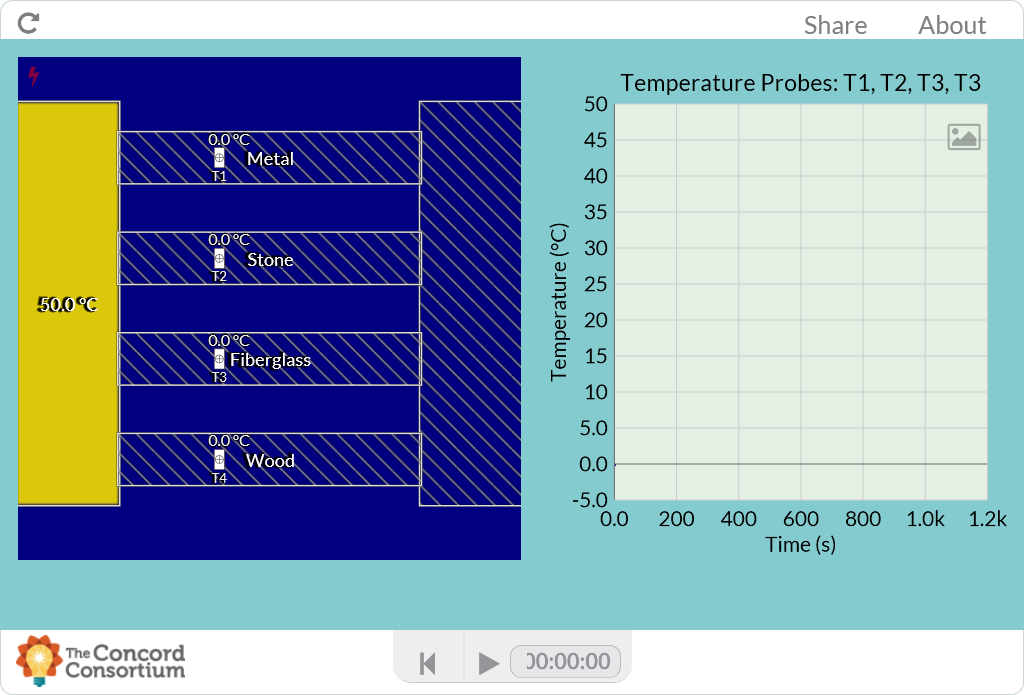 Share About
0.0 °C
Metal
T1
0.0 °C
Stone
T2
50.0 °C
0.0 °C
Fiberglass
T3
0.0 °C
Wood
T4
Temperature Probes: T1, T2, T3, T3
Temperature (°C)
50
45
40
35
30
25
20
15
10
5.0
0.0
-5.0
0.0 200 400 600 800 1.0k 1.2k
Time (s)
The Concord
Consortium
00:00:00